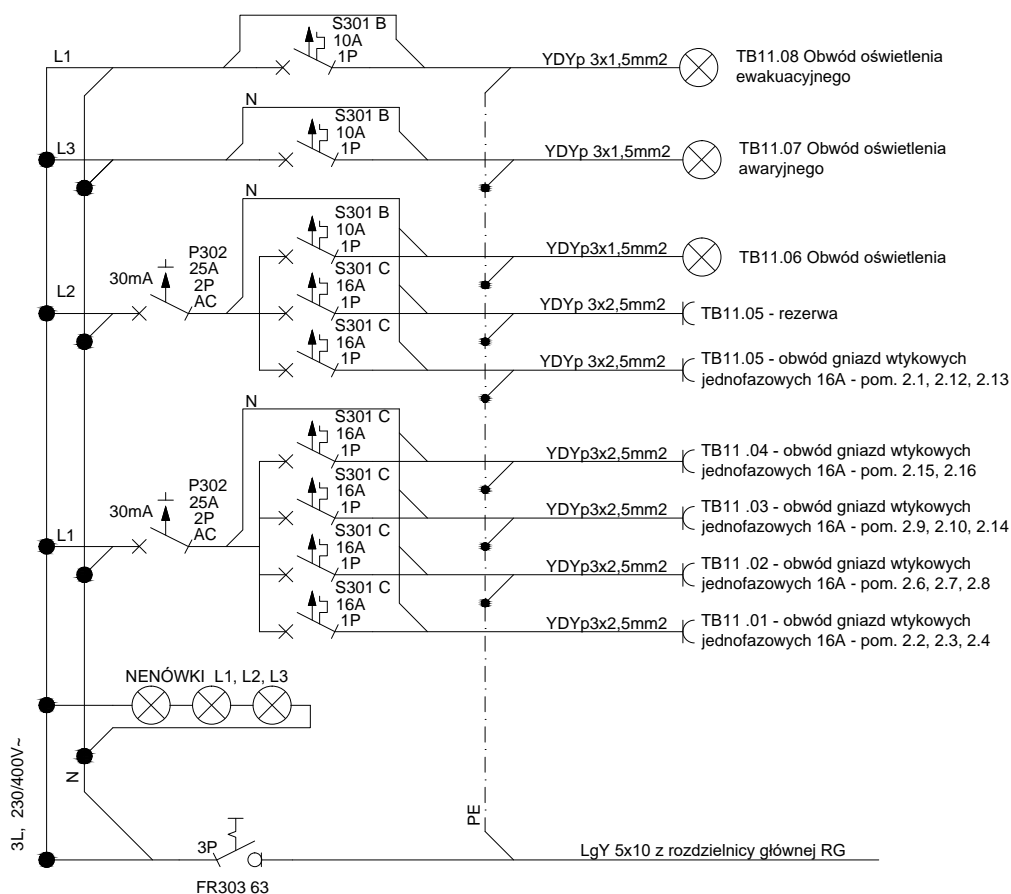 S301 B
10A
1P
L1
YDYp 3x1,5mm2
TB11.08 Obwód oświetlenia
ewakuacyjnego
N
S301 B
10A
1P
L3
YDYp 3x1,5mm2
TB11.07 Obwód oświetlenia
awaryjnego
N
S301 B
10A
1P
YDYp3x1,5mm2
TB11.06 Obwód oświetlenia
P302
25A
2P
AC
30mA
L2
S301 C
16A
1P
YDYp 3x2,5mm2
TB11.05 - rezerwa
S301 C
16A
1P
YDYp 3x2,5mm2
TB11.05 - obwód gniazd wtykowych
jednofazowych 16A - pom. 2.1, 2.12, 2.13
N
S301 C
16A
1P
YDYp3x2,5mm2
TB11 .04 - obwód gniazd wtykowych
jednofazowych 16A - pom. 2.15, 2.16
P302
25A
2P
AC
30mA
L1
S301 C
16A
1P
YDYp3x2,5mm2
TB11 .03 - obwód gniazd wtykowych
jednofazowych 16A - pom. 2.9, 2.10, 2.14
S301 C
16A
1P
YDYp3x2,5mm2
TB11 .02 - obwód gniazd wtykowych
jednofazowych 16A - pom. 2.6, 2.7, 2.8
S301 C
16A
1P
YDYp3x2,5mm2
TB11 .01 - obwód gniazd wtykowych
jednofazowych 16A - pom. 2.2, 2.3, 2.4
NENÓWKI L1, L2, L3
3L, 230/400V~
N
PE
3P
FR303 63
LgY 5x10 z rozdzielnicy głównej RG